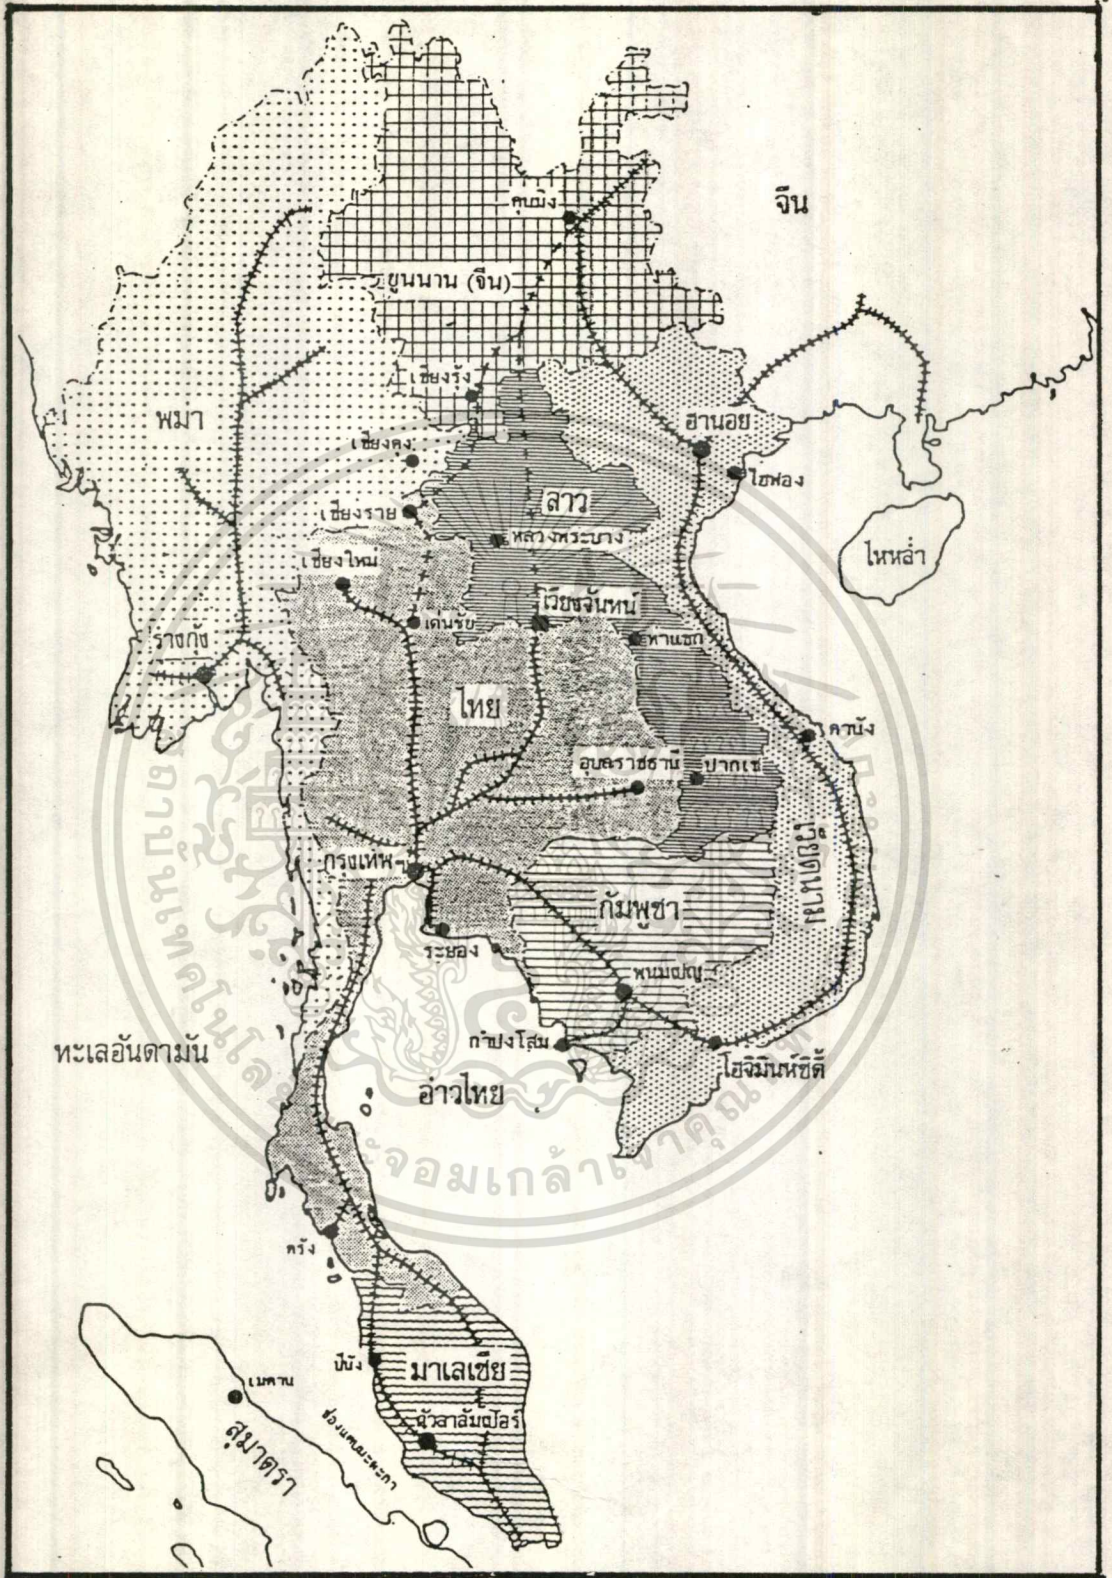 จีน
คุนมิง
ยูนนาน (จีน)
เชียงรุ้ง
พม่า
ฮานอย
เชียงตุง
ไฮฟอง
ลาว
เชียงราย
หลวงพระบาง
ไหหลำ
เชียงใหม่
เวียงจันทน์
เด่นชัย
ท่าแขก
ร่างกุ้ง
ไทย
ดานัง
อุบลราชธานี
ปากเซ
เวียดนาม
กรุงเทพฯ
กัมพูชา
ระยอง
พนมเปญ
กำปงโสม
ทะเลอันดามัน
โฮจิมินห์ซิตี้
อ่าวไทย
ตรัง
ปีนัง
มาเลเซีย
เมดาน
กัวลาลัมเปอร์
ช่องแคบมะละกา
สุมาตรา